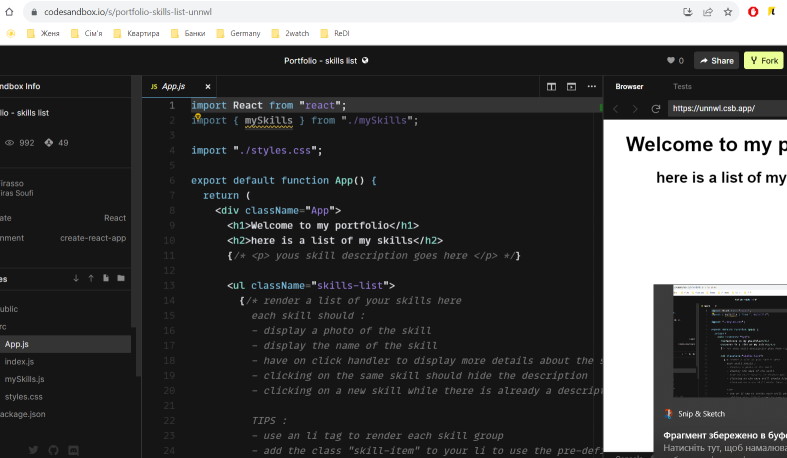 codesandbox.io/s/portfolio-skills-list-unnwl
Женя Сім'я Квартира Банки Germany 2watch ReDI
Portfolio - skills list
0 Share Fork
ndbox Info
lio - skills list
992 49
irasso
iras Soufi
ate React
nment create-react-app
es
ublic
rc
App.js
index.js
mySkills.js
styles.css
ackage.json
JS App.js ×
1 import React from "react";
2 import { mySkills } from "./mySkills";
3
4 import "./styles.css";
5
6 export default function App() {
7 return (
8 <div className="App">
9 <h1>Welcome to my portfolio</h1>
10 <h2>here is a list of my skills</h2>
11 {/* <p> yous skill description goes here </p> */}
12
13 <ul className="skills-list">
14 {/* render a list of your skills here
15 each skill should :
16 - display a photo of the skill
17 - display the name of the skill
18 - have on click handler to display more details about the s
19 - clicking on the same skill should hide the description
20 - clicking on a new skill while there is already a descript
21
22 TIPS :
23 - use an li tag to render each skill group
24 - add the class "skill-item" to your li to use the pre-defi
Browser Tests
https://unnwl.csb.app/
Welcome to my p
here is a list of my
Snip & Sketch
Фрагмент збережено в буфе
Натисніть тут, щоб намалюва